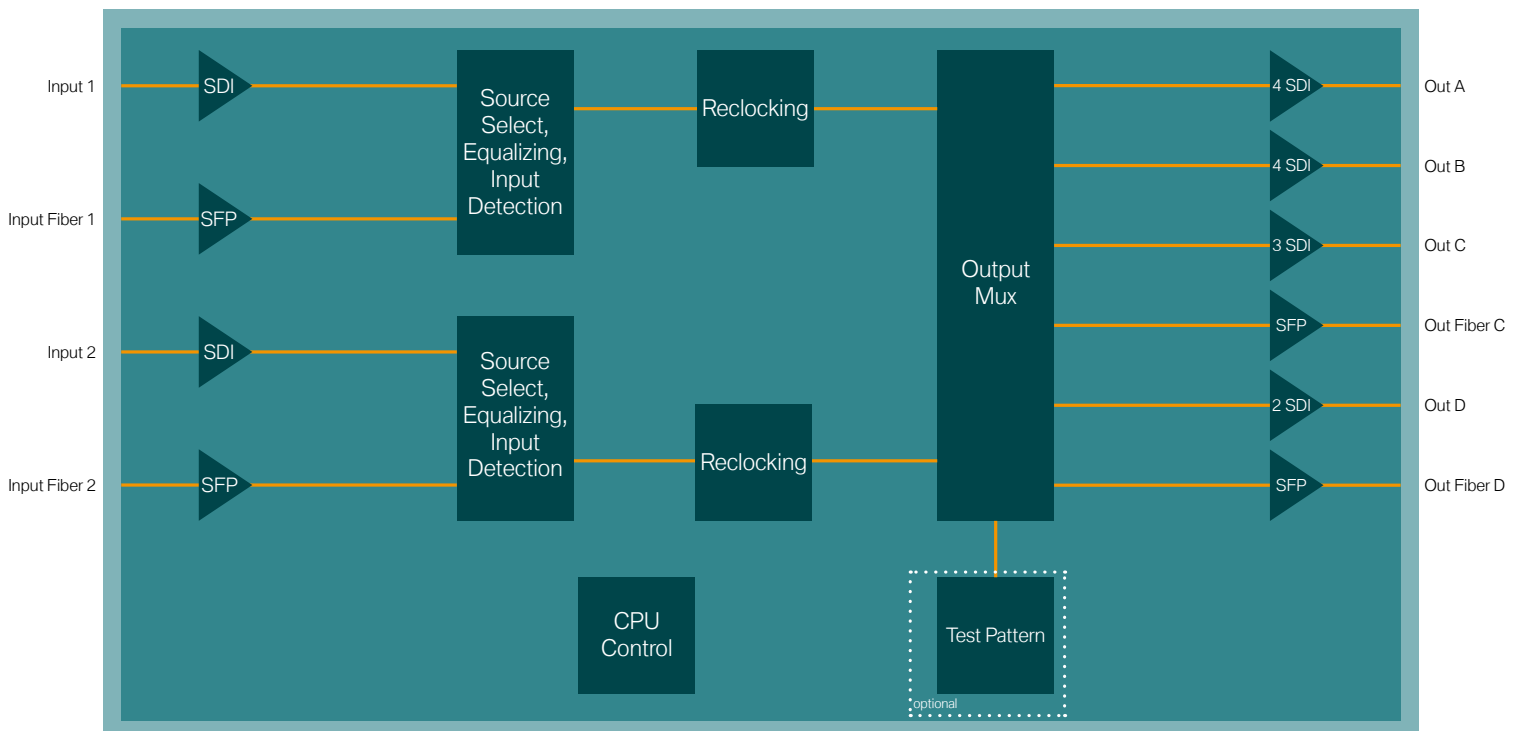 Input 1
SDI
Input Fiber 1
SFP
Source
Select,
Equalizing,
Input
Detection
Reclocking
Input 2
SDI
Input Fiber 2
SFP
Source
Select,
Equalizing,
Input
Detection
Reclocking
Output
Mux
4 SDI
Out A
4 SDI
Out B
3 SDI
Out C
SFP
Out Fiber C
2 SDI
Out D
SFP
Out Fiber D
CPU
Control
Test Pattern
optional